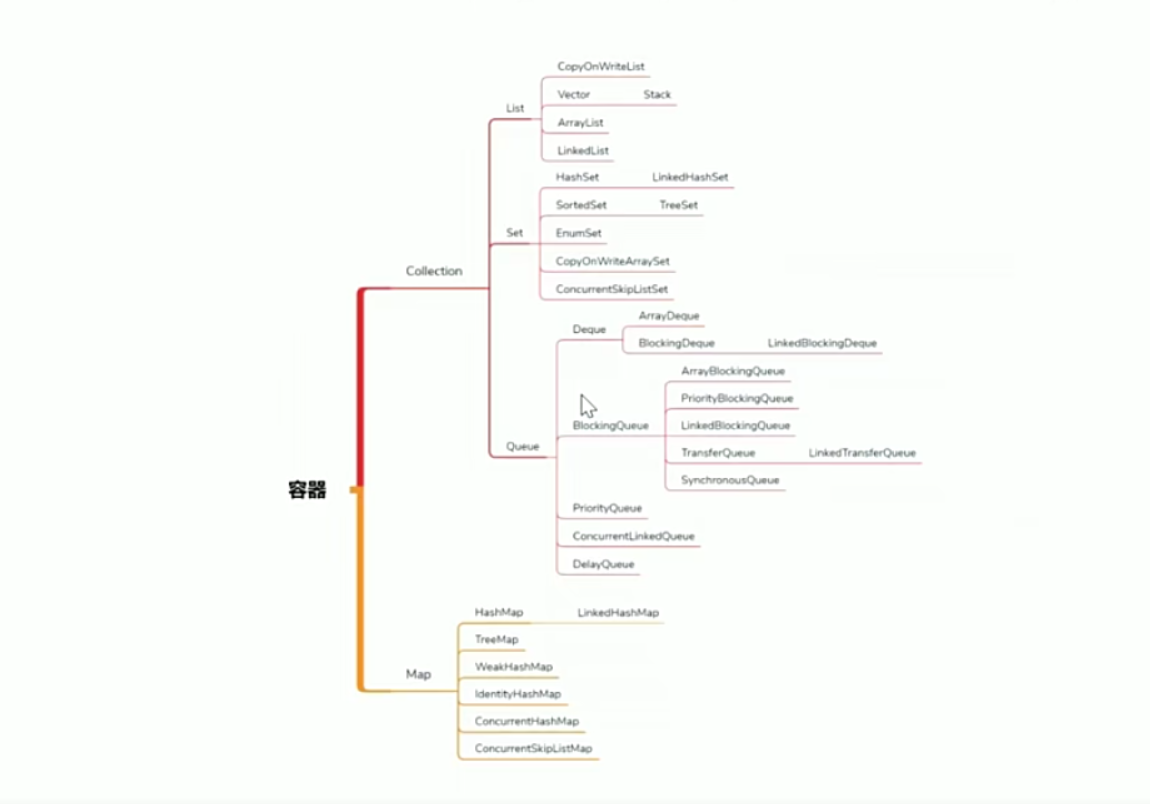 容器
Collection
List
CopyOnWriteList
Vector Stack
ArrayList
LinkedList
Set
HashSet LinkedHashSet
SortedSet TreeSet
EnumSet
CopyOnWriteArraySet
ConcurrentSkipListSet
Queue
Deque
ArrayDeque
BlockingDeque LinkedBlockingDeque
BlockingQueue
ArrayBlockingQueue
PriorityBlockingQueue
LinkedBlockingQueue
TransferQueue LinkedTransferQueue
SynchronousQueue
PriorityQueue
ConcurrentLinkedQueue
DelayQueue
Map
HashMap LinkedHashMap
TreeMap
WeakHashMap
IdentityHashMap
ConcurrentHashMap
ConcurrentSkipListMap